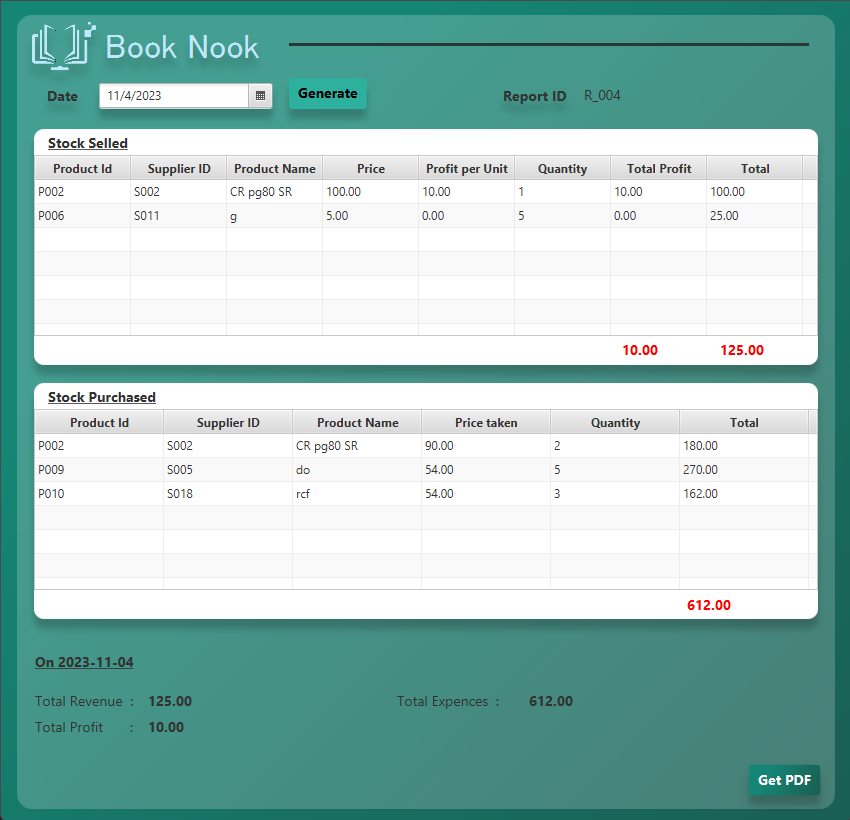 Book Nook
Date 11/4/2023 Generate Report ID R_004
Stock Selled
Product Id Supplier ID Product Name Price Profit per Unit Quantity Total Profit Total
P002 S002 CR pg80 SR 100.00 10.00 1 10.00 100.00
P006 S011 g 5.00 0.00 5 0.00 25.00
10.00 125.00
Stock Purchased
Product Id Supplier ID Product Name Price taken Quantity Total
P002 S002 CR pg80 SR 90.00 2 180.00
P009 S005 do 54.00 5 270.00
P010 S018 rcf 54.00 3 162.00
612.00
On 2023-11-04
Total Revenue : 125.00 Total Expences : 612.00
Total Profit : 10.00
Get PDF